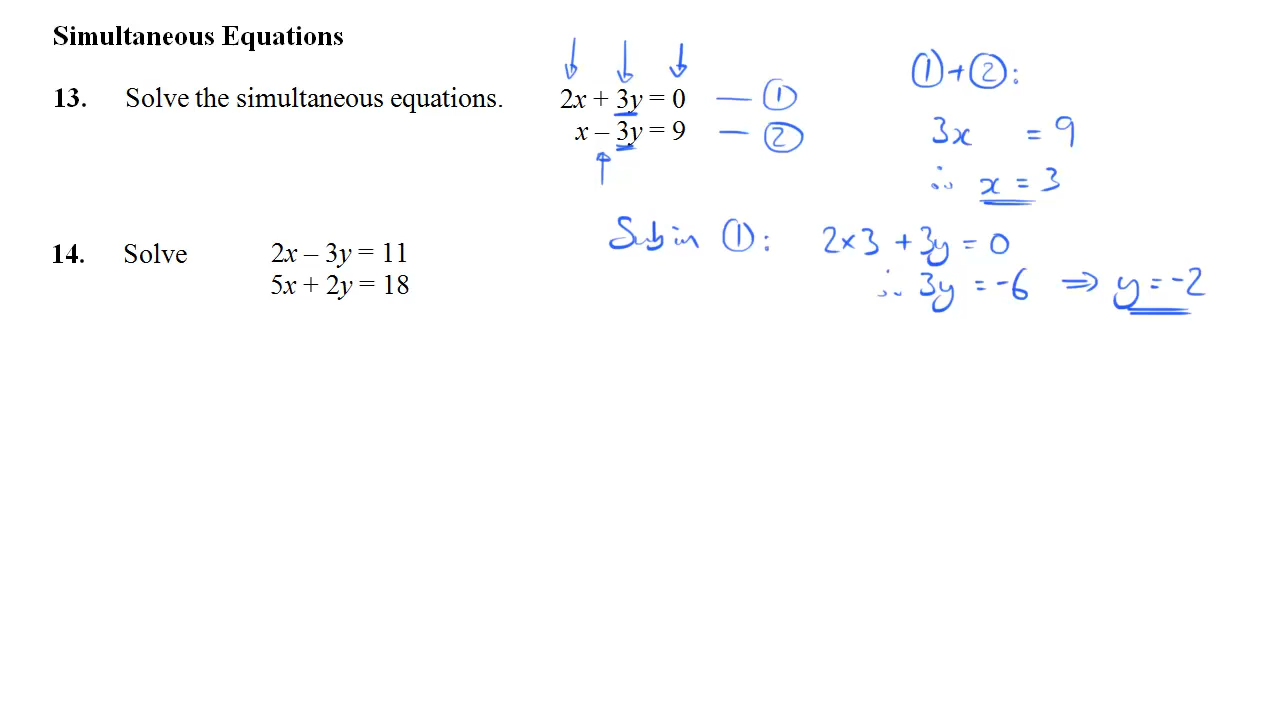 Simultaneous Equations
13. Solve the simultaneous equations. 2x + 3y = 0 — ①
x – 3y = 9 — ②
①+②:
3x = 9
∴ x = 3
Sub in ①: 2×3 + 3y = 0
∴ 3y = -6 ⇒ y = -2
14. Solve 2x – 3y = 11
5x + 2y = 18